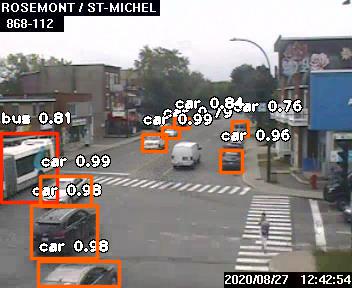 ROSEMONT / ST-MICHEL
868-112
car 0.84
car 0.76
car 0.99
bus 0.81
car 0.96
car 0.99
car 0.98
car 0.98
2020/08/27 12:42:54